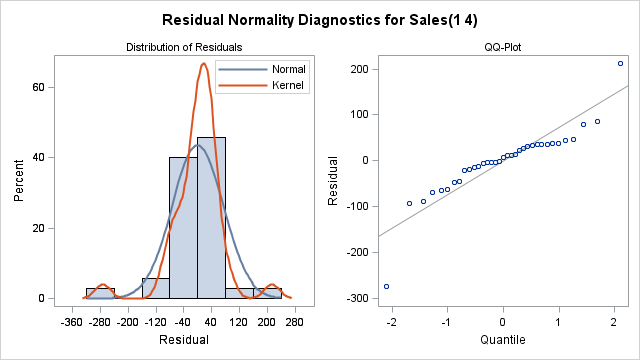 Residual Normality Diagnostics for Sales(1 4)
Distribution of Residuals
Normal
Kernel
Percent
60
40
20
0
-360 -280 -200 -120 -40 40 120 200 280
Residual
QQ-Plot
Residual
200
100
0
-100
-200
-300
-2 -1 0 1 2
Quantile